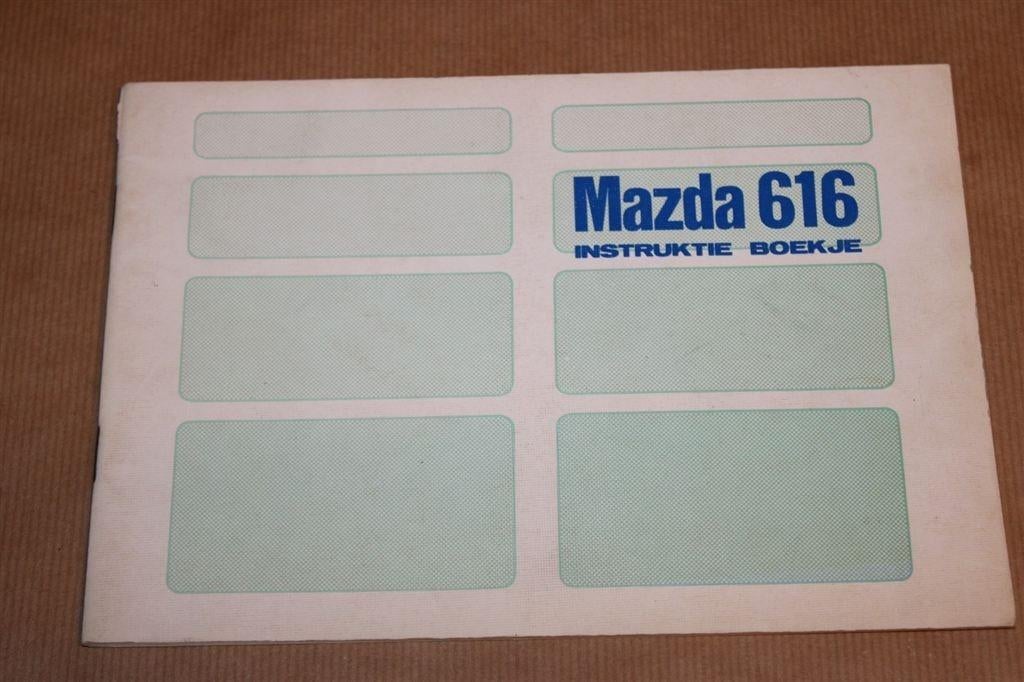 Mazda 616
INSTRUKTIE BOEKJE